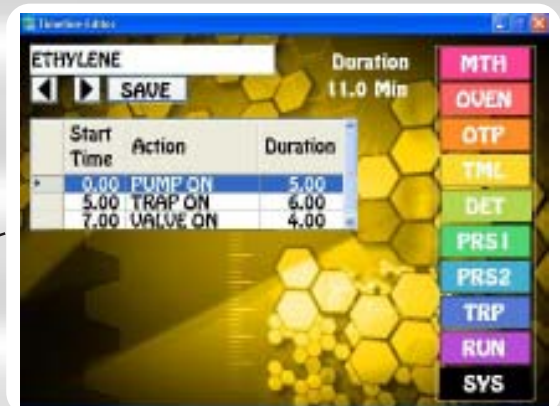 Timeline Editor
ETHYLENE
SAVE
Duration
11.0 Min
Start Time Action Duration
0.00 PUMP ON 5.00
5.00 TRAP ON 6.00
7.00 VALVE ON 4.00
MTH
OVEN
OTP
TML
DET
PRS1
PRS2
TRP
RUN
SYS